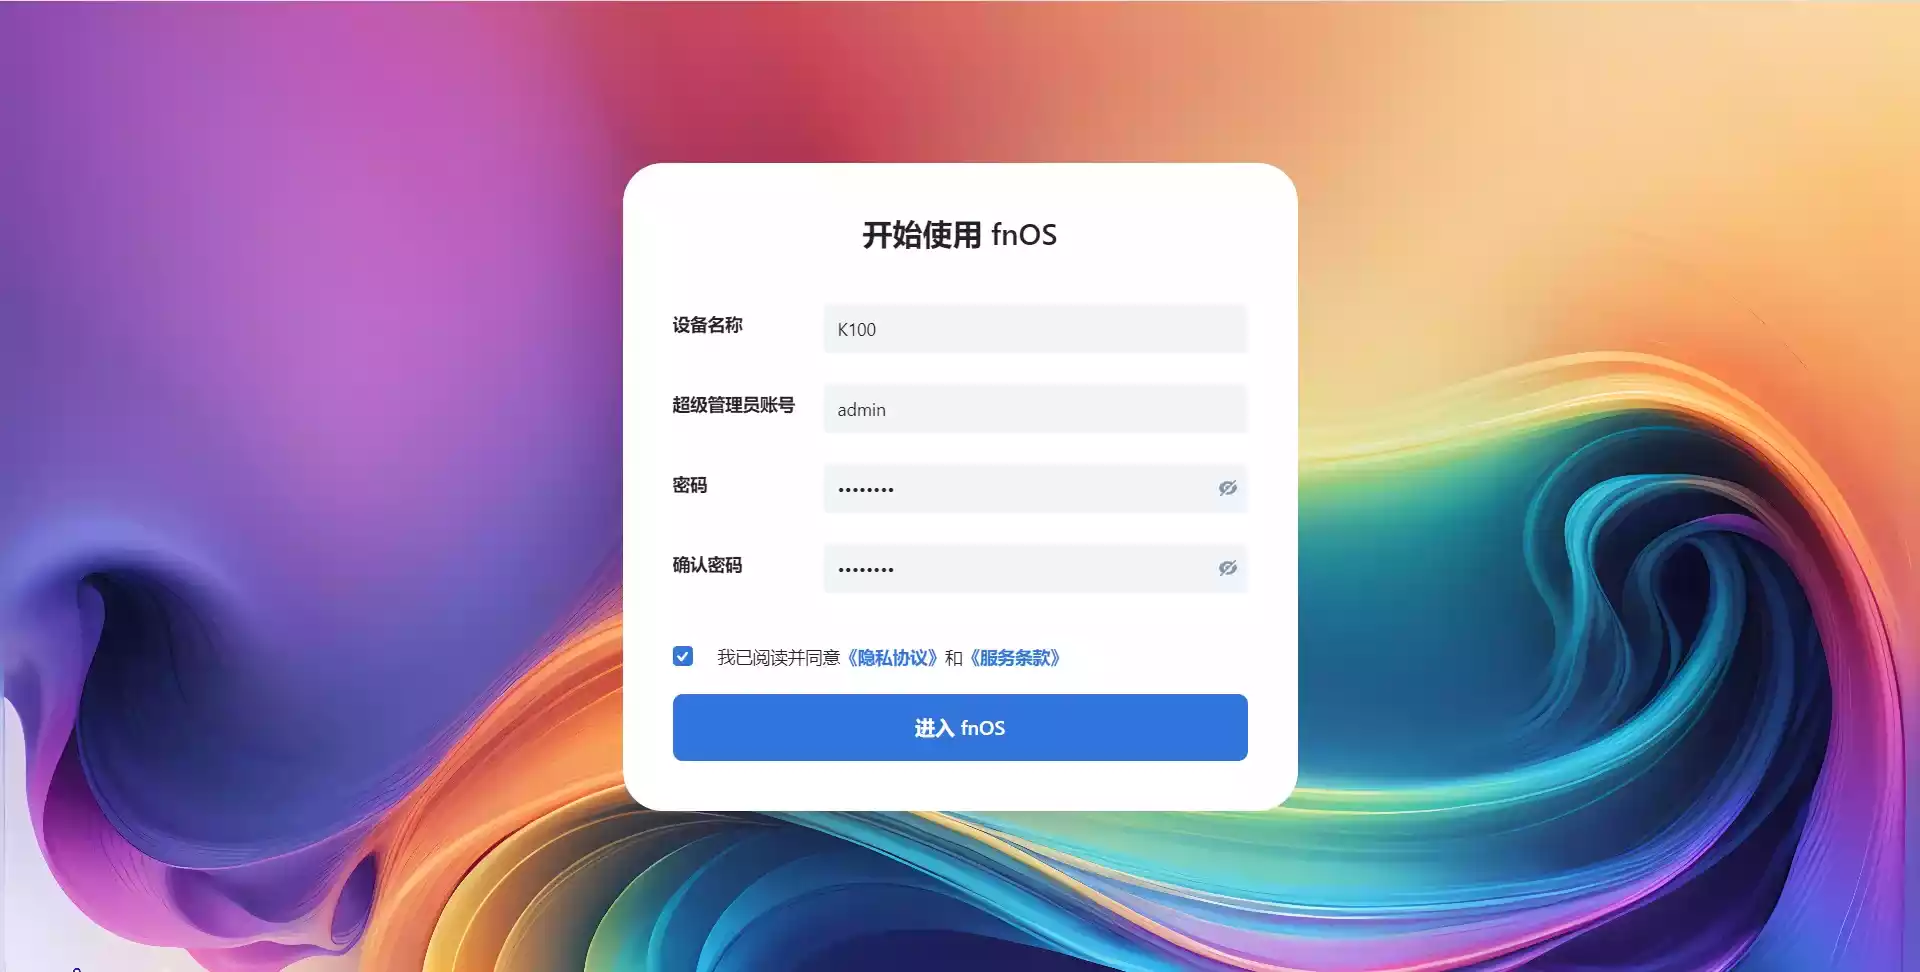 开始使用 fnOS
设备名称 K100
超级管理员账号 admin
密码 ••••••••
确认密码 ••••••••
我已阅读并同意《隐私协议》和《服务条款》
进入 fnOS